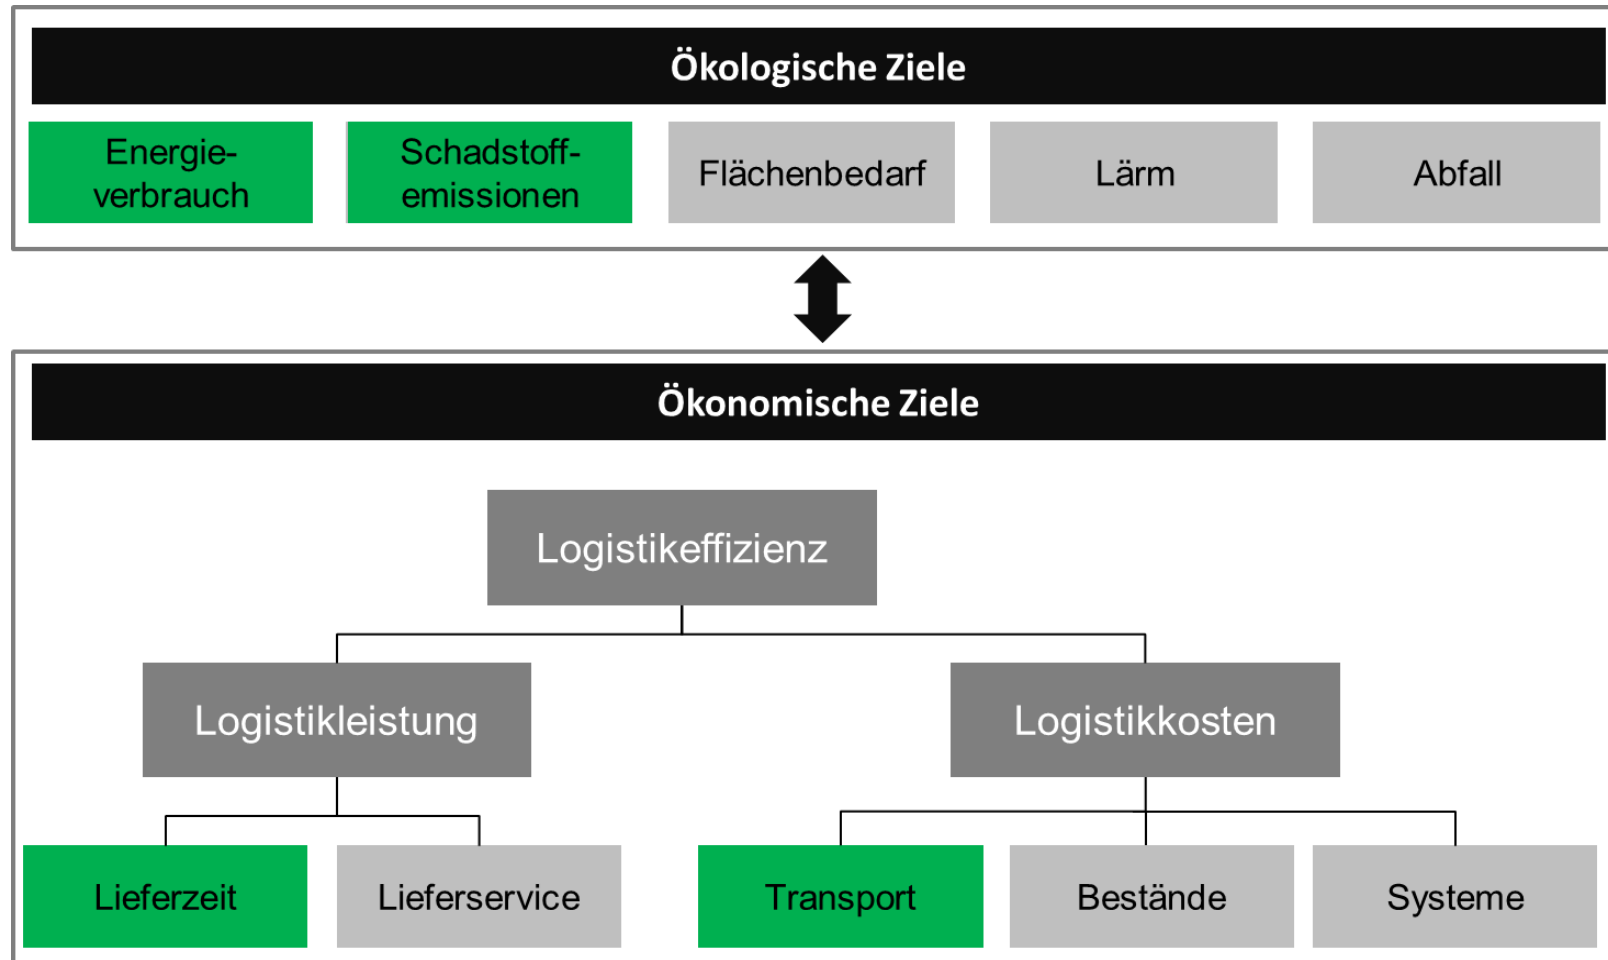 Ökologische Ziele
Energie-
verbrauch
Schadstoff-
emissionen
Flächenbedarf
Lärm
Abfall
Ökonomische Ziele
Logistikeffizienz
Logistikleistung
Logistikkosten
Lieferzeit
Lieferservice
Transport
Bestände
Systeme